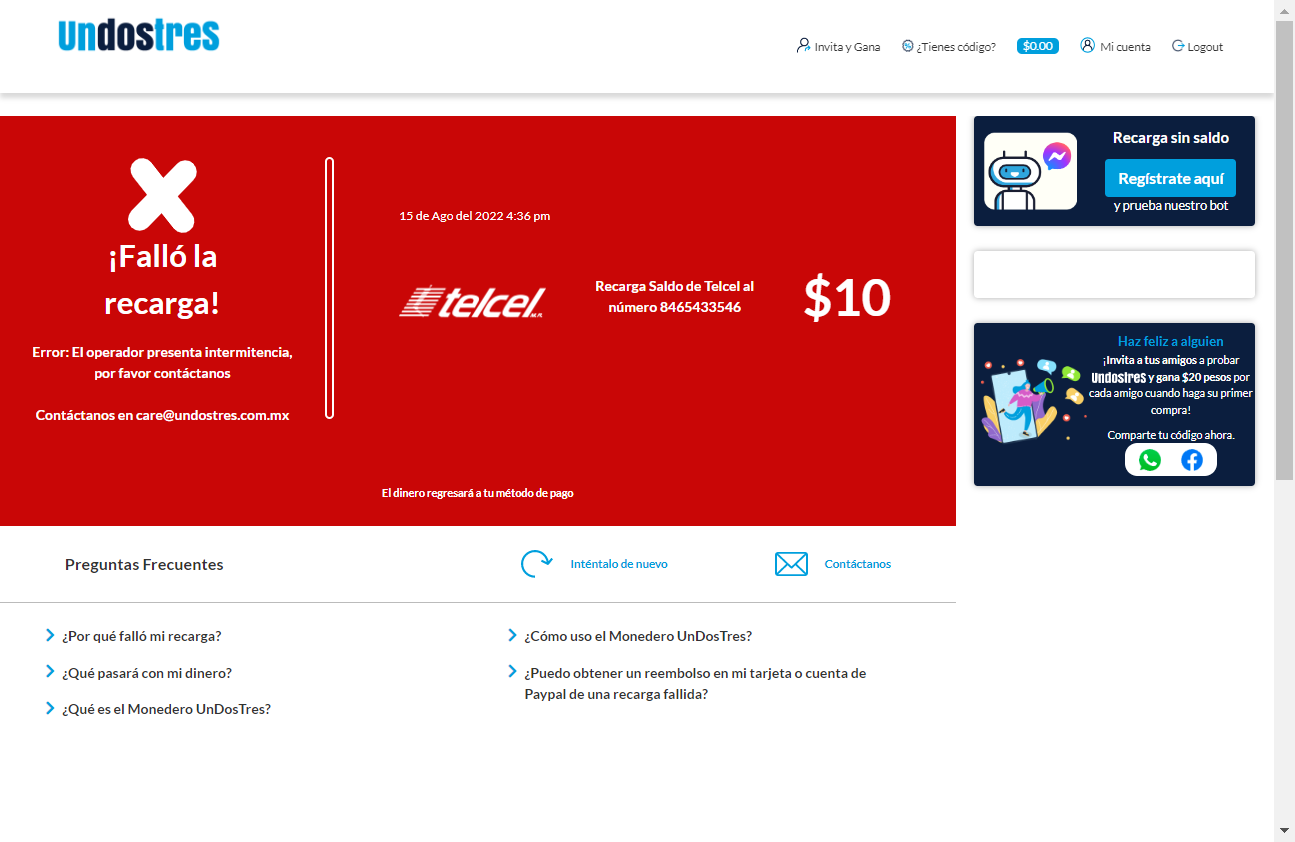 Undostres
Invita y Gana
¿Tienes código?
$0.00
Mi cuenta
Logout
¡Falló la
recarga!
Error: El operador presenta intermitencia,
por favor contáctanos
Contáctanos en care@undostres.com.mx
15 de Ago del 2022 4:36 pm
telcel
Recarga Saldo de Telcel al
número 8465433546
$10
El dinero regresará a tu método de pago
Recarga sin saldo
Regístrate aquí
y prueba nuestro bot
Haz feliz a alguien
¡Invita a tus amigos a probar
Undostres y gana $20 pesos por
cada amigo cuando haga su primer
compra!
Comparte tu código ahora.
Preguntas Frecuentes
Inténtalo de nuevo
Contáctanos
¿Por qué falló mi recarga?
¿Qué pasará con mi dinero?
¿Qué es el Monedero UnDosTres?
¿Cómo uso el Monedero UnDosTres?
¿Puedo obtener un reembolso en mi tarjeta o cuenta de
Paypal de una recarga fallida?